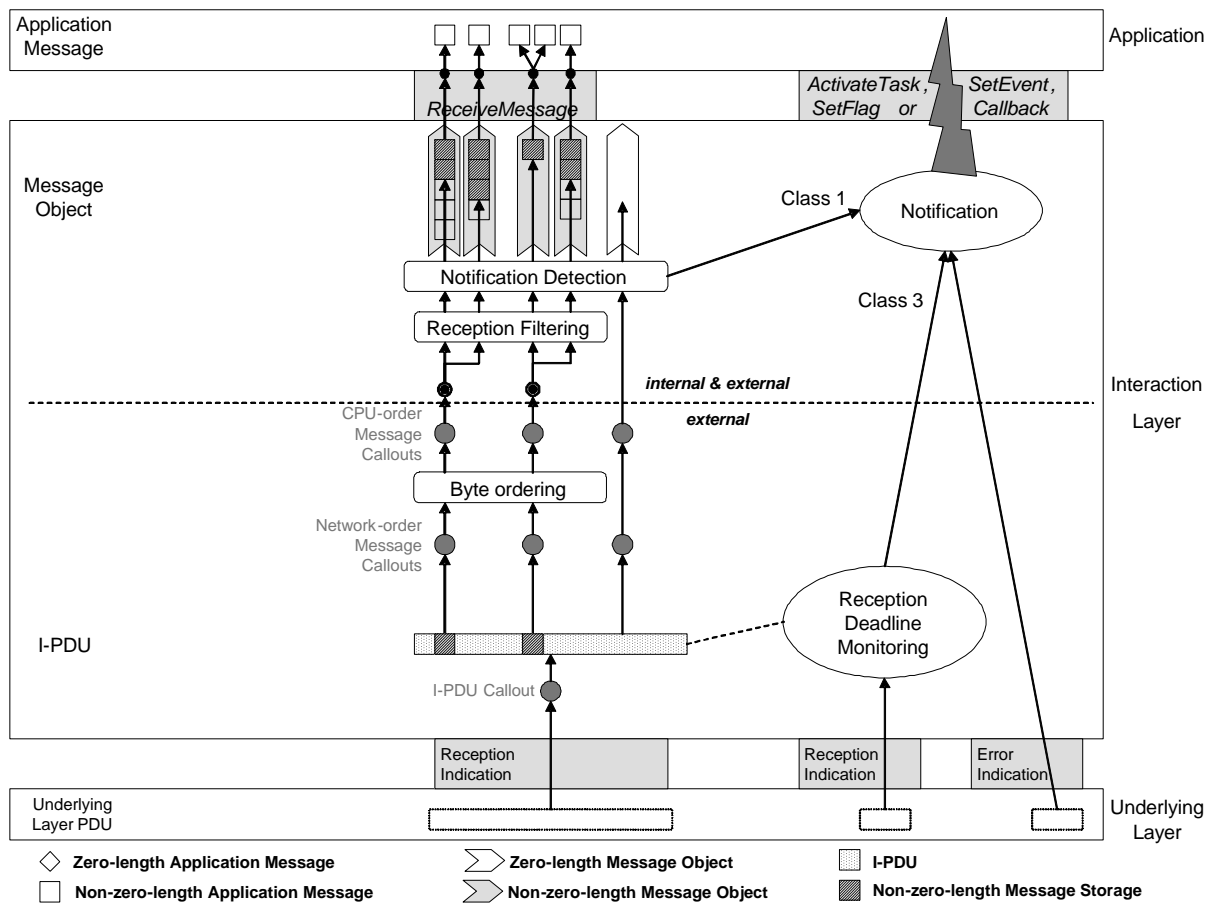 Application
Message
Application
ReceiveMessage
ActivateTask, SetEvent,
SetFlag or Callback
Message
Object
Class 1
Notification
Notification Detection
Class 3
Reception Filtering
internal & external
external
Interaction
Layer
CPU-order
Message
Callouts
Byte ordering
Network-order
Message
Callouts
Reception
Deadline
Monitoring
I-PDU
I-PDU Callout
Reception
Indication
Reception
Indication
Error
Indication
Underlying
Layer PDU
Underlying
Layer
Zero-length Application Message
Zero-length Message Object
I-PDU
Non-zero-length Application Message
Non-zero-length Message Object
Non-zero-length Message Storage